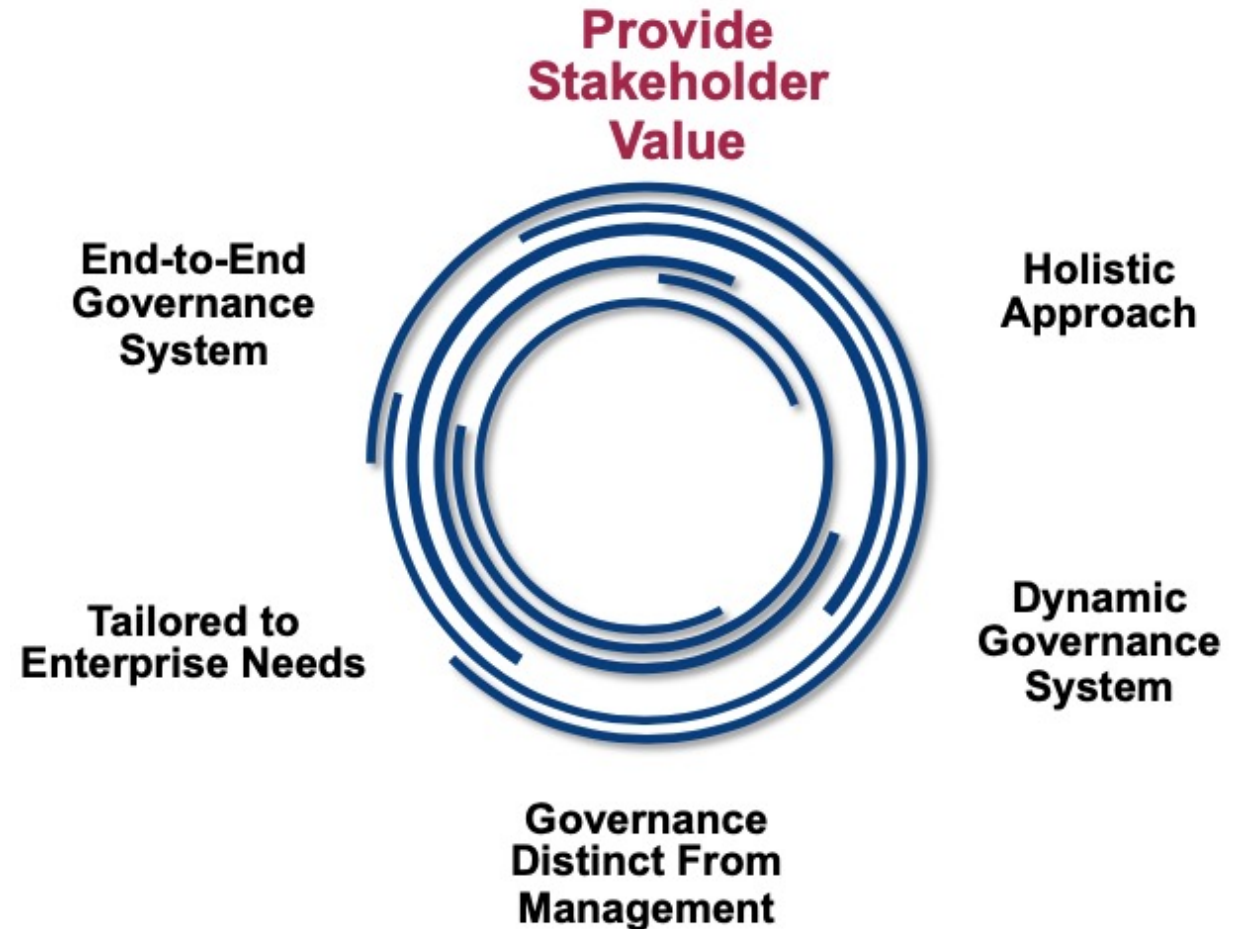 Provide
Stakeholder
Value
End-to-End
Governance
System
Holistic
Approach
Tailored to
Enterprise Needs
Dynamic
Governance
System
Governance
Distinct From
Management